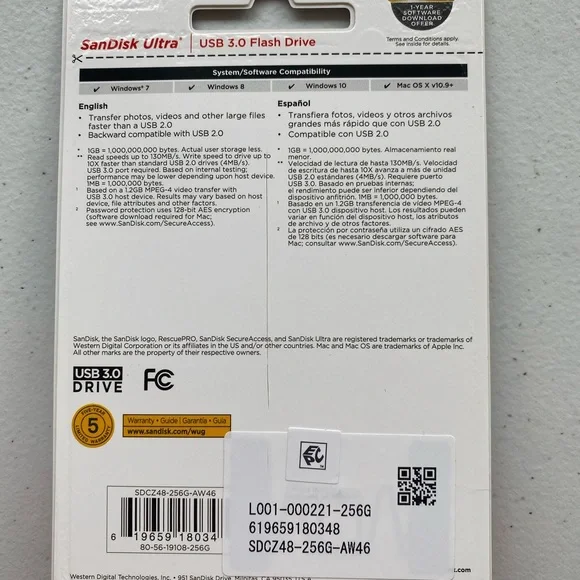 1-YEAR
SOFTWARE
DOWNLOAD
OFFER
SanDisk Ultra® USB 3.0 Flash Drive
Terms and Conditions apply.
See inside for details.
System/Software Compatibility
✓ Windows® 7 ✓ Windows 8 ✓ Windows 10 ✓ Mac OS X v10.9+
English
• Transfer photos, videos and other large files
faster than a USB 2.0
• Backward compatible with USB 2.0
* 1GB = 1,000,000,000 bytes. Actual user storage less.
** Read speeds up to 130MB/s. Write speed to drive up to
10X faster than standard USB 2.0 drives (4MB/s).
USB 3.0 port required. Based on internal testing;
performance may be lower depending upon host device.
1MB = 1,000,000 bytes.
1 Based on a 1.2GB MPEG-4 video transfer with
USB 3.0 host device. Results may vary based on host
device, file attributes and other factors.
2 Password protection uses 128-bit AES encryption
(software download required for Mac;
see www.SanDisk.com/SecureAccess).
Español
• Transfiera fotos, videos y otros archivos
grandes más rápido que con USB 2.0
• Compatible con USB 2.0
* 1GB = 1,000,000,000 bytes. Almacenamiento real
menor.
** Velocidad de lectura de hasta 130MB/s. Velocidad
de escritura de hasta 10X avanza a más de unidades
USB 2.0 estándares (4MB/s). Requiere puerto
USB 3.0. Basado en pruebas internas;
el rendimiento puede ser inferior dependiendo del
dispositivo anfitrión. 1MB = 1,000,000 bytes.
1 Basado en un 1.2GB transferencia de vídeo MPEG-4
con USB 3.0 dispositivo host. Los resultados pueden
variar en función del dispositivo host, los atributos
de archivo y de otros factores.
2 La protección por contraseña utiliza un cifrado AES
de 128 bits (es necesario descargar software para
Mac; consultar www.SanDisk.com/SecureAccess).
SanDisk, the SanDisk logo, RescuePRO, SanDisk SecureAccess, and SanDisk Ultra are registered trademarks or trademarks of
Western Digital Corporation or its affiliates in the US and/or other countries. Mac and Mac OS are trademarks of Apple Inc.
All other marks are the property of their respective owners.
USB 3.0
DRIVE
FC
FIVE-YEAR
5
LIMITED WARRANTY
Warranty • Guide | Garantie • Guia
www.sandisk.com/wug
SDCZ48-256G-AW46
6 19659 18034
80-56-19108-256G
EPC
L001-000221-256G
619659180348
SDCZ48-256G-AW46
Western Digital Technologies, Inc. • 951 SanDisk Drive, Milpitas, CA